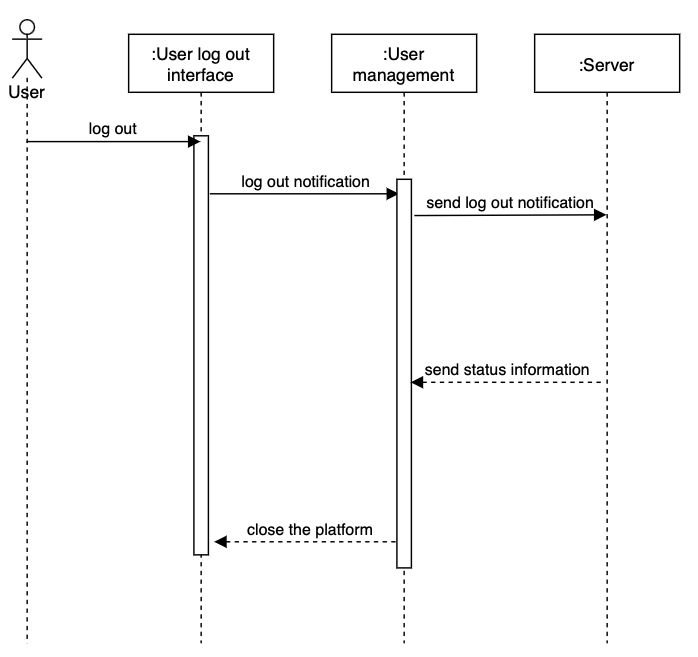 :User log out
interface
:User
management
:Server
User
log out
log out notification
send log out notification
send status information
close the platform